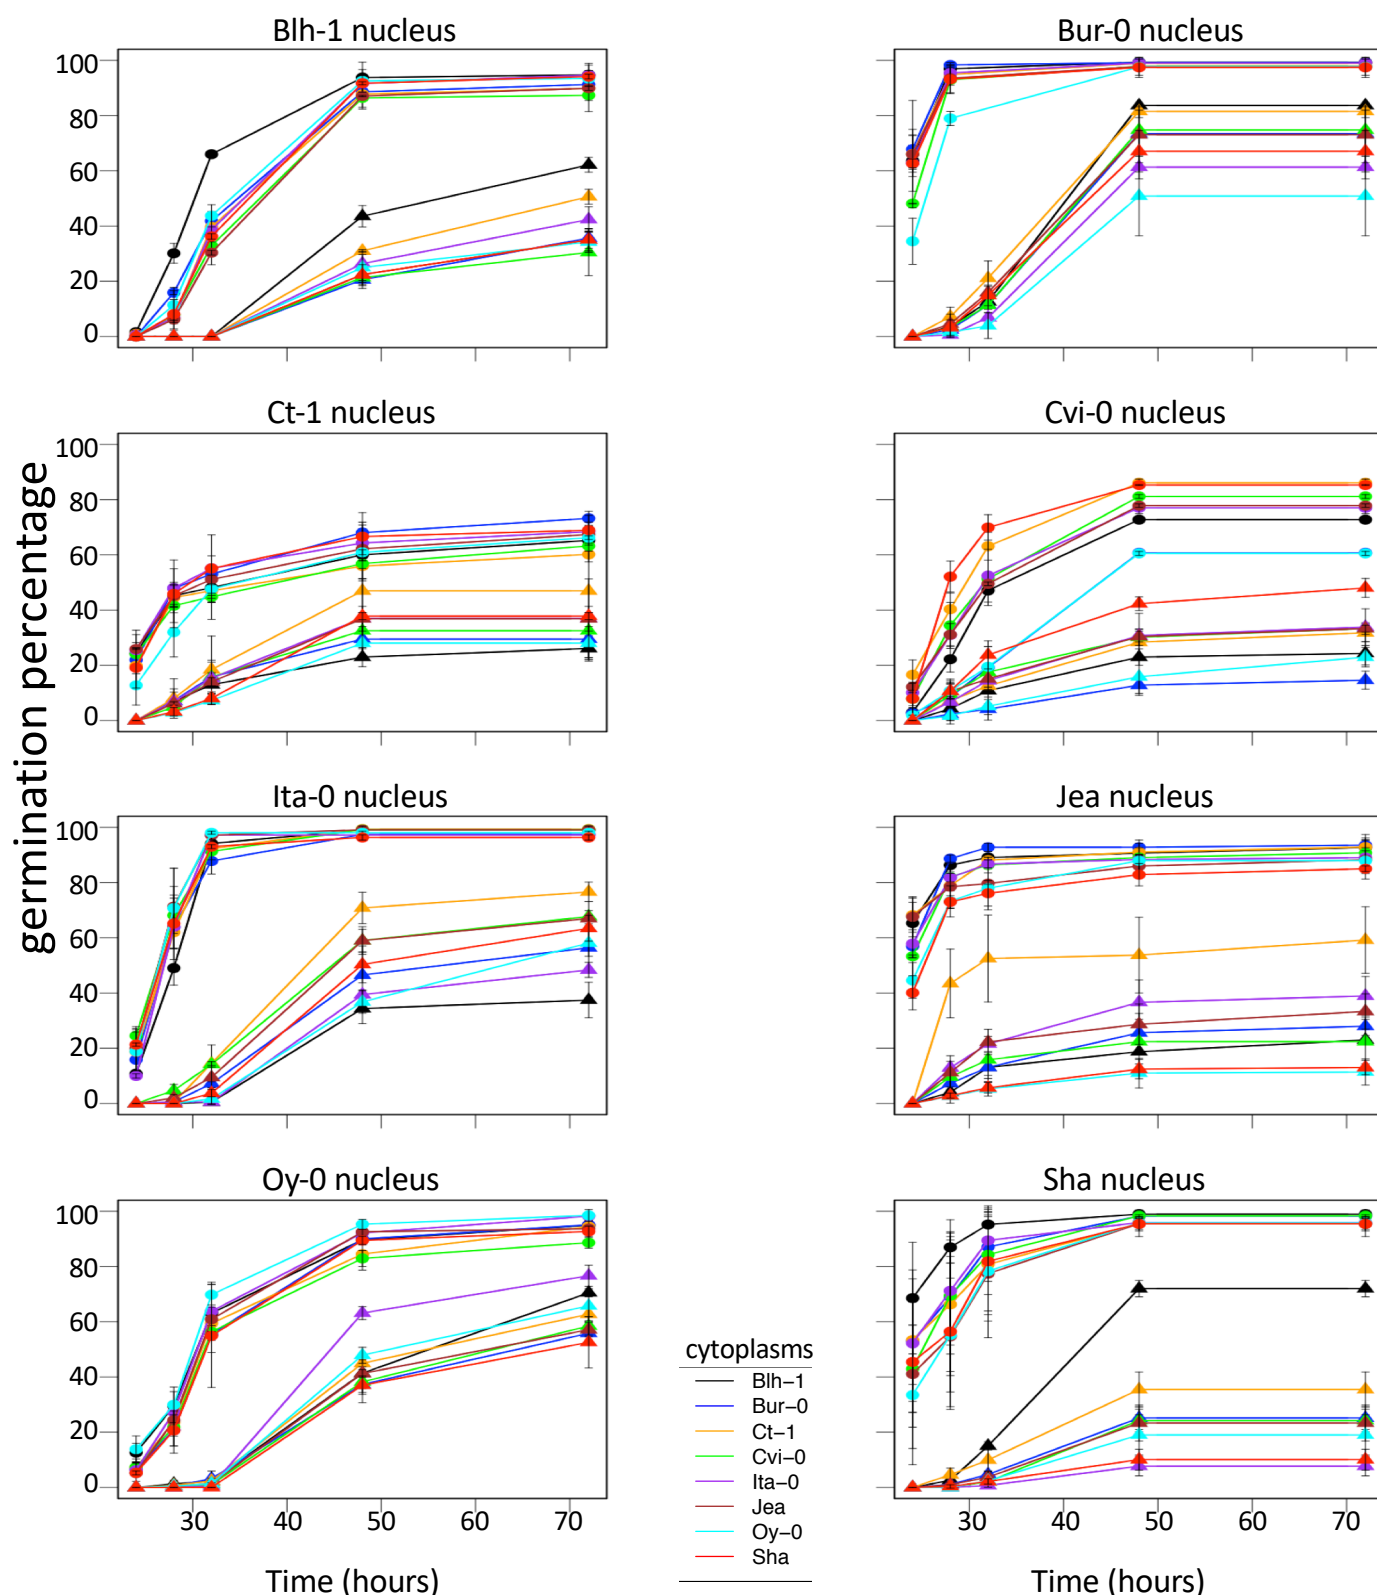 Blh-1 nucleus
Bur-0 nucleus
100
80
60
40
20
0
Ct-1 nucleus
Cvi-0 nucleus
100
80
60
40
20
0
germination percentage
Ita-0 nucleus
Jea nucleus
100
80
60
40
20
0
Oy-0 nucleus
Sha nucleus
100
80
60
40
20
0
cytoplasms
Blh−1
Bur−0
Ct−1
Cvi−0
Ita−0
Jea
Oy−0
Sha
30 40 50 60 70
30 40 50 60 70
Time (hours)
Time (hours)